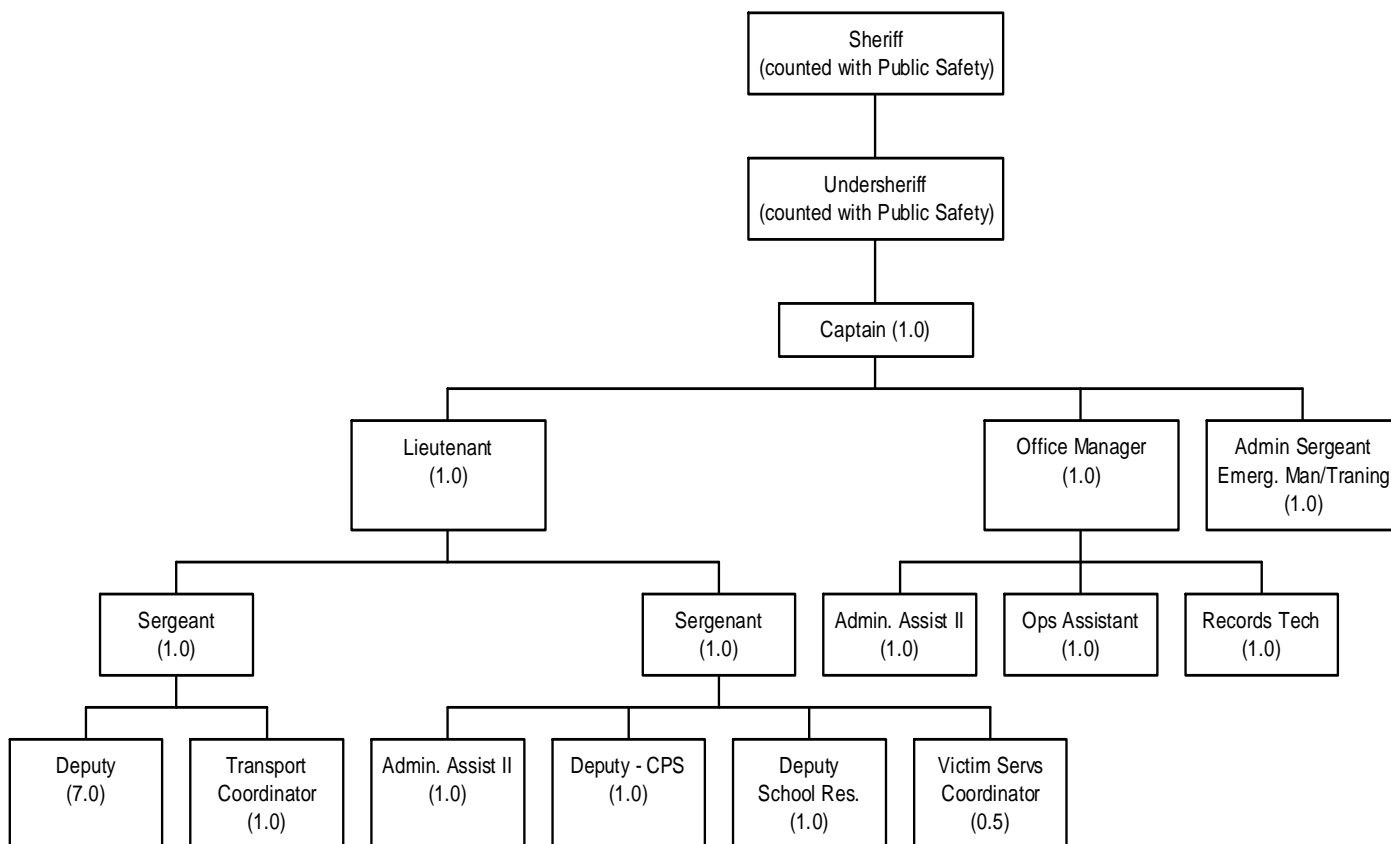 Sheriff
(counted with Public Safety)
Undersheriff
(counted with Public Safety)
Captain (1.0)
Lieutenant
(1.0)
Office Manager
(1.0)
Admin Sergeant
Emerg. Man/Traning
(1.0)
Sergeant
(1.0)
Sergenant
(1.0)
Admin. Assist II
(1.0)
Ops Assistant
(1.0)
Records Tech
(1.0)
Deputy
(7.0)
Transport
Coordinator
(1.0)
Admin. Assist II
(1.0)
Deputy - CPS
(1.0)
Deputy
School Res.
(1.0)
Victim Servs
Coordinator
(0.5)